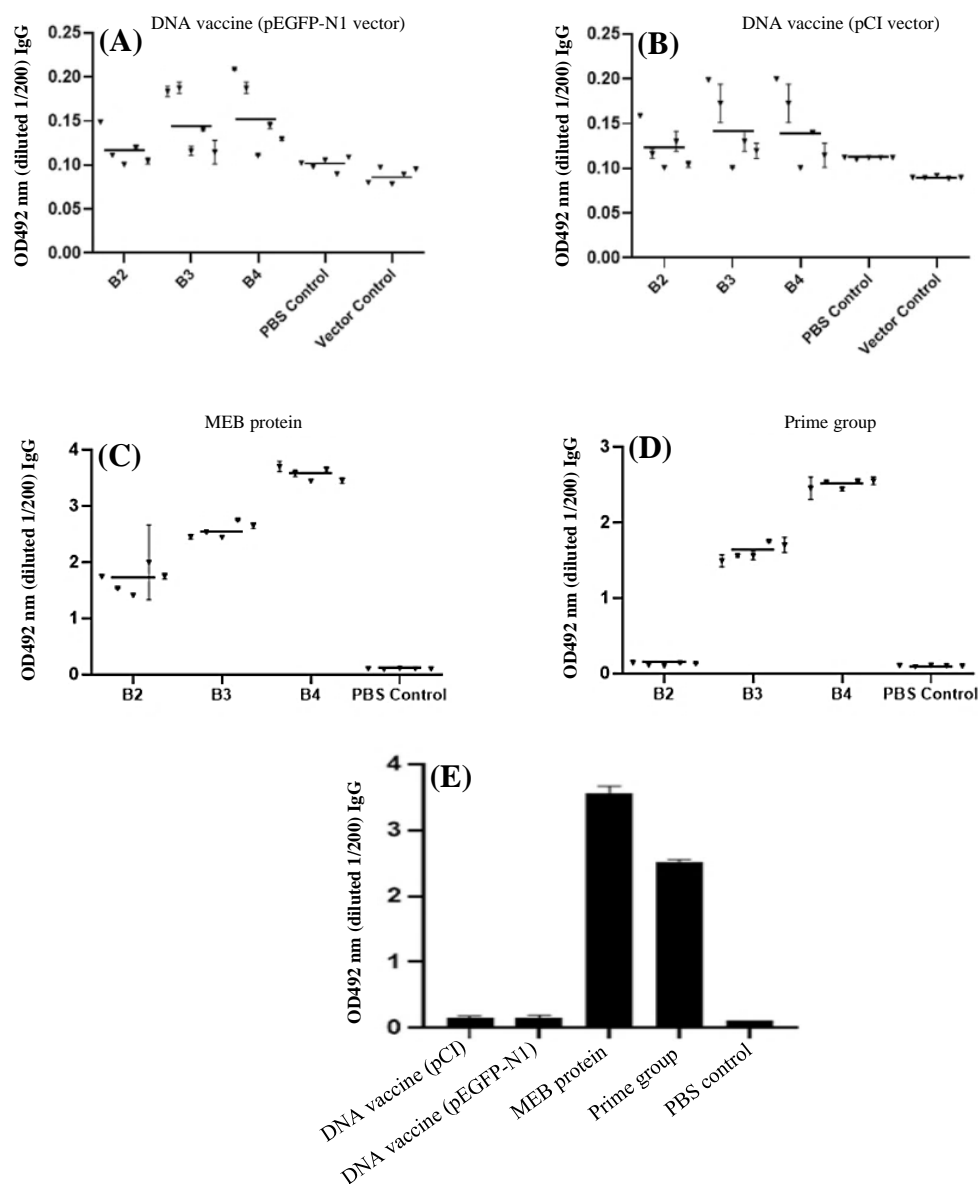 DNA vaccine (pEGFP-N1 vector)
(A)
OD492 nm (diluted 1/200) IgG
0.25
0.20
0.15
0.10
0.05
0.00
B2
B3
B4
PBS Control
Vector Control
DNA vaccine (pCI vector)
(B)
OD492 nm (diluted 1/200) IgG
0.25
0.20
0.15
0.10
0.05
0.00
B2
B3
B4
PBS Control
Vector Control
MEB protein
(C)
OD492 nm (diluted 1/200) IgG
4
3
2
1
0
B2
B3
B4
PBS Control
Prime group
(D)
OD492 nm (diluted 1/200) IgG
3
2
1
0
B2
B3
B4
PBS Control
(E)
OD492 nm (diluted 1/200) IgG
4
3
2
1
0
DNA vaccine (pCI)
DNA vaccine (pEGFP-N1)
MEB protein
Prime group
PBS control